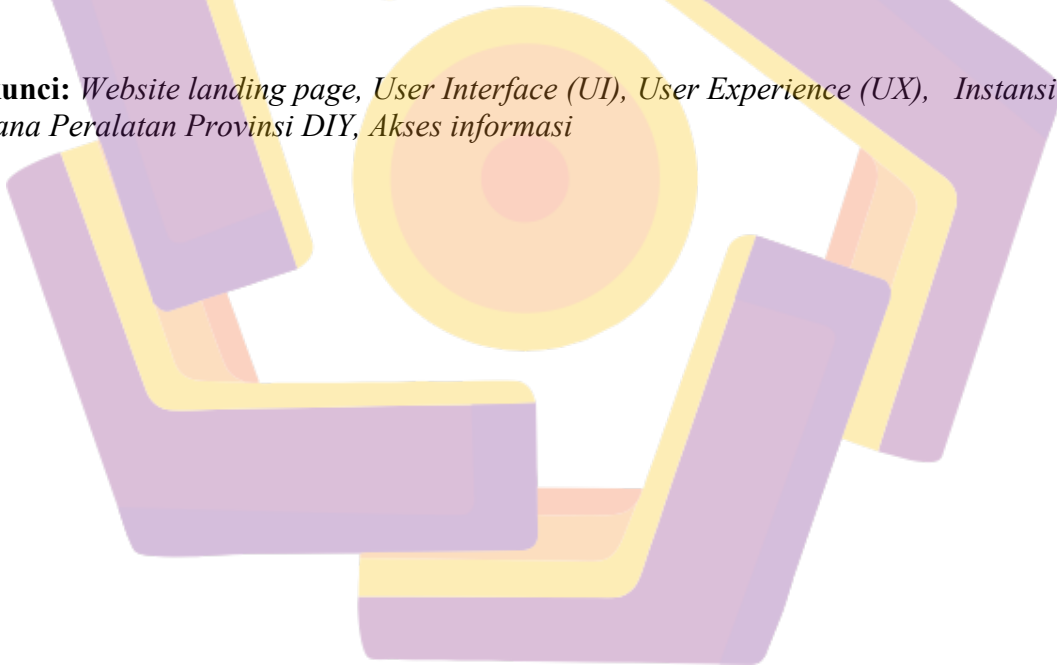 unci: Website landing page, User Interface (UI), User Experience (UX), Instansi
ana Peralatan Provinsi DIY, Akses informasi